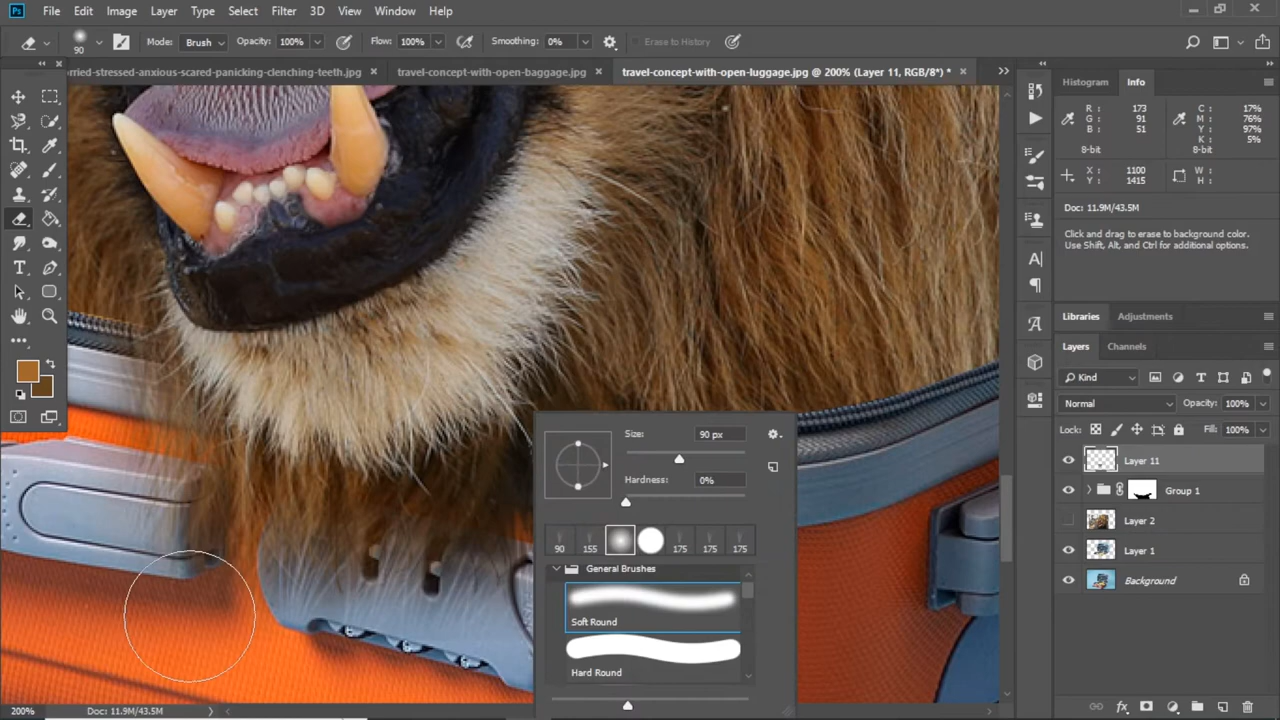 Ps File Edit Image Layer Type Select Filter 3D View Window Help
90 Mode: Brush Opacity: 100% Flow: 100% Smoothing: 0% Erase to History
orried-stressed-anxious-scared-panicking-clenching-teeth.jpg × travel-concept-with-open-baggage.jpg × travel-concept-with-open-luggage.jpg @ 200% (Layer 11, RGB/8*) * ×
Histogram Info
R : 173 C : 17%
G : 91 M : 76%
B : 51 Y : 97%
K : 5%
8-bit 8-bit
X : 1100 W :
Y : 1415 H :
Doc: 11.9M/43.5M
Click and drag to erase to background color.
Use Shift, Alt, and Ctrl for additional options.
Libraries Adjustments
Layers Channels
Kind
Normal Opacity: 100%
Lock: Fill: 100%
Layer 11
Group 1
Layer 2
Layer 1
Background
Size: 90 px
Hardness: 0%
90 155 175 175 175
General Brushes
Soft Round
Hard Round
200% Doc: 11.9M/43.5M